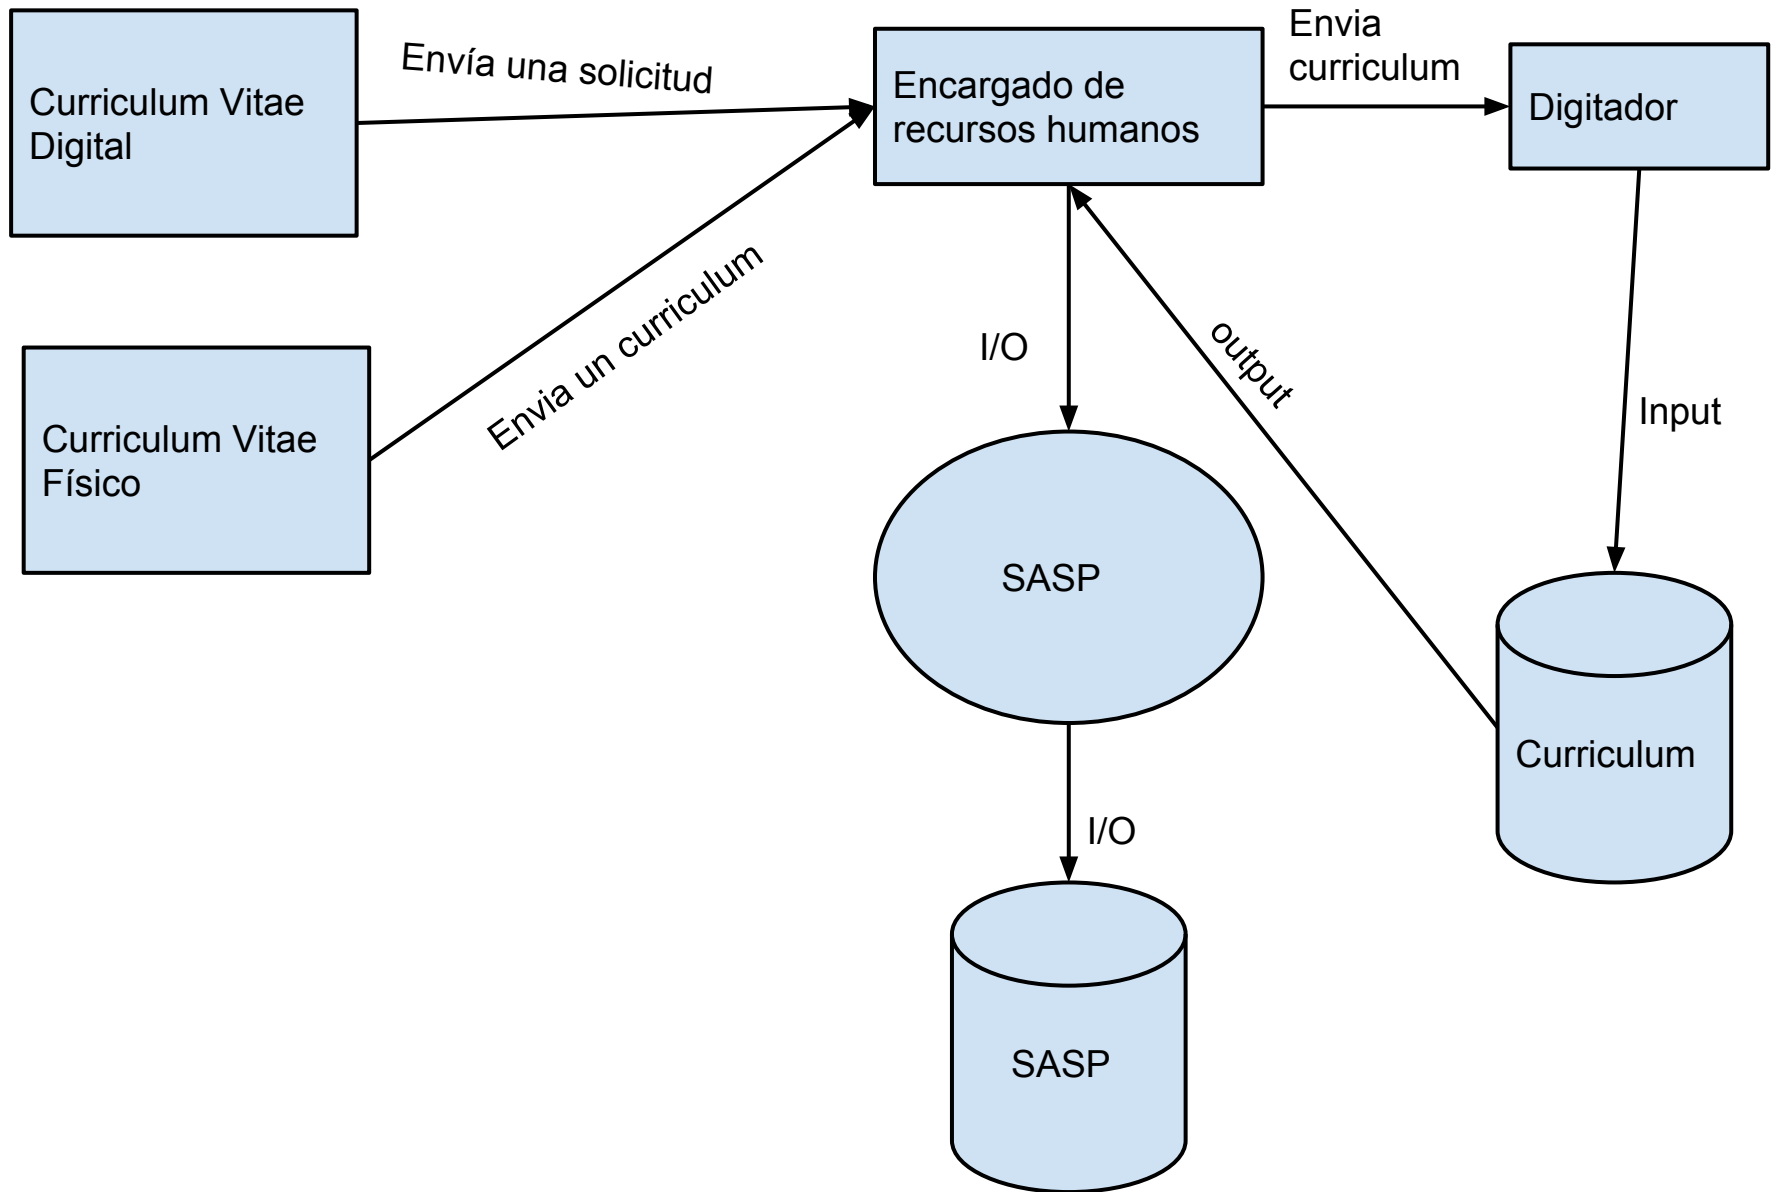 Envía una solicitud
Curriculum Vitae
Digital
Encargado de
recursos humanos
Envia
curriculum
Digitador
Envia un curriculum
Curriculum Vitae
Físico
I/O
output
Input
SASP
Curriculum
I/O
SASP